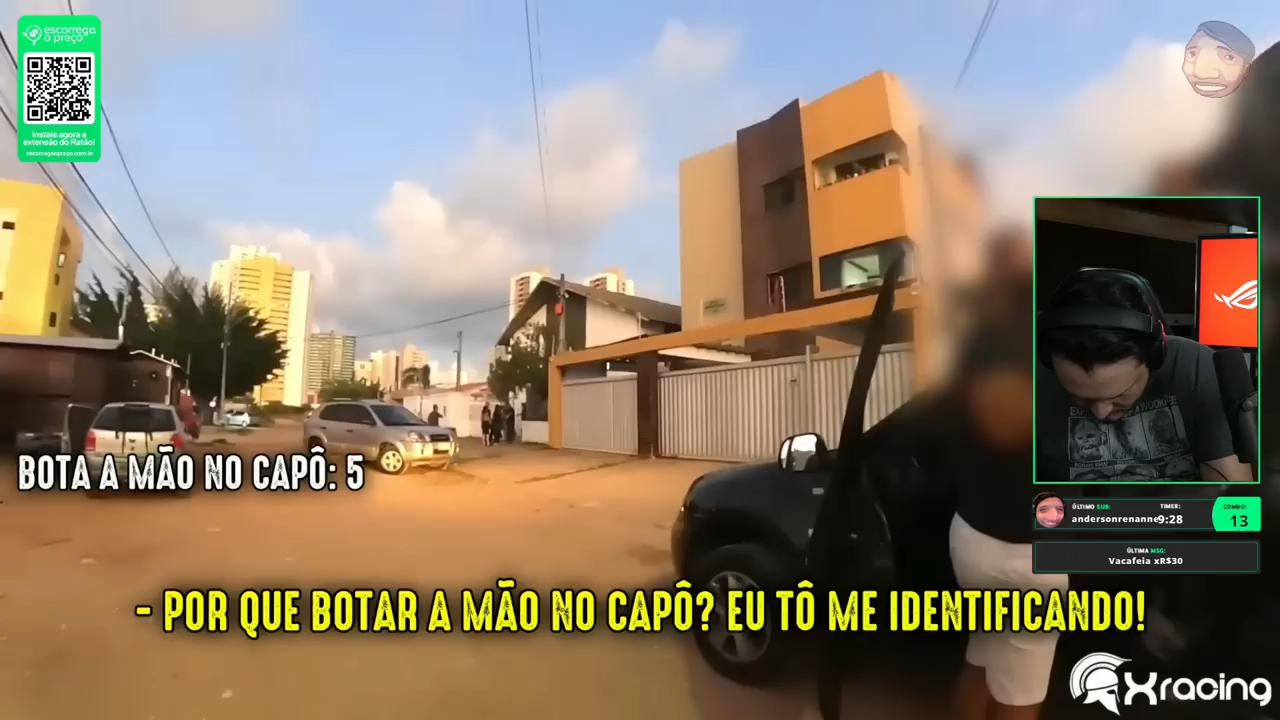 escorrega
o preço
Instale agora a
extensão do Ratão!
escorregaopreço.com.br
BOTA A MÃO NO CAPÔ: 5
- POR QUE BOTAR A MÃO NO CAPÔ? EU TÔ ME IDENTIFICANDO!
ÚLTIMO SUB:
andersonrenanne
TIMER:
9:28
COMBO:
13
ÚLTIMA MSG:
Vacafeia xR$30
Xracing